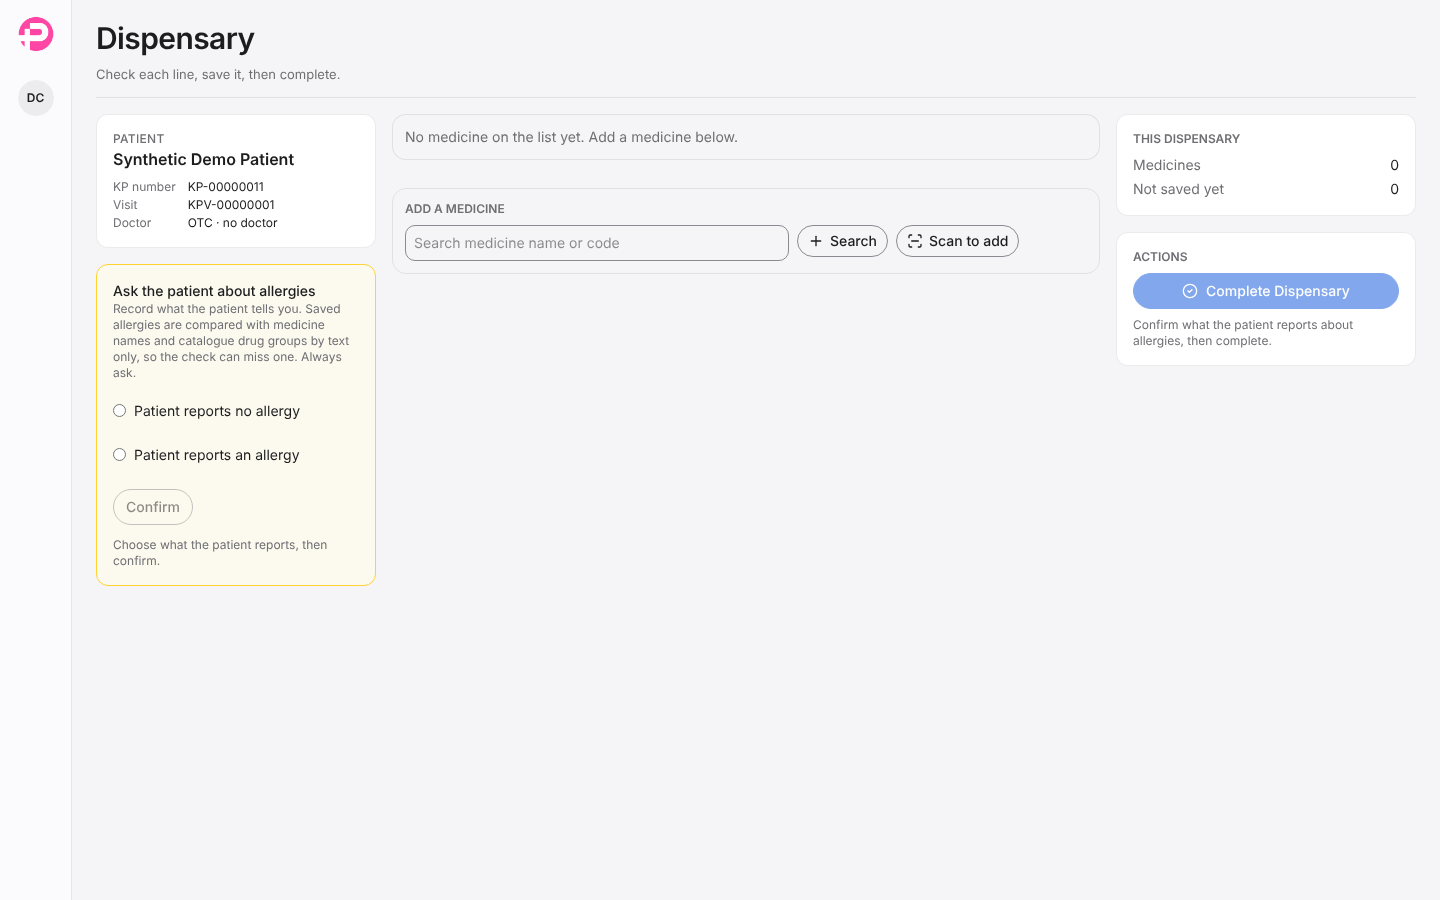 Dispensary
Check each line, save it, then complete.
DC
PATIENT
Synthetic Demo Patient
KP number KP-00000011
Visit KPV-00000001
Doctor OTC · no doctor
Ask the patient about allergies
Record what the patient tells you. Saved
allergies are compared with medicine
names and catalogue drug groups by text
only, so the check can miss one. Always
ask.
Patient reports no allergy
Patient reports an allergy
Confirm
Choose what the patient reports, then
confirm.
No medicine on the list yet. Add a medicine below.
ADD A MEDICINE
Search medicine name or code
Search
Scan to add
THIS DISPENSARY
Medicines 0
Not saved yet 0
ACTIONS
Complete Dispensary
Confirm what the patient reports about
allergies, then complete.